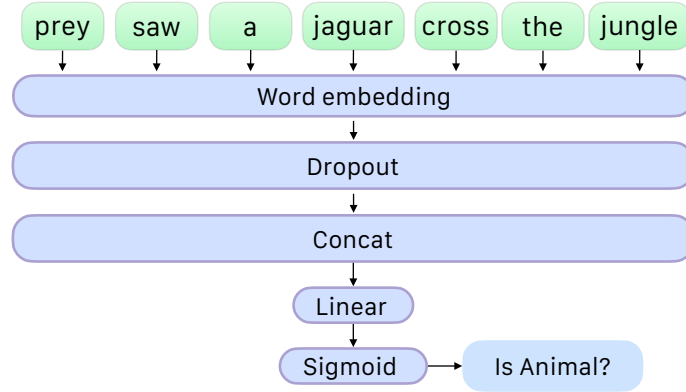 prey saw a jaguar cross the jungle
Word embedding
Dropout
Concat
Linear
Sigmoid Is Animal?